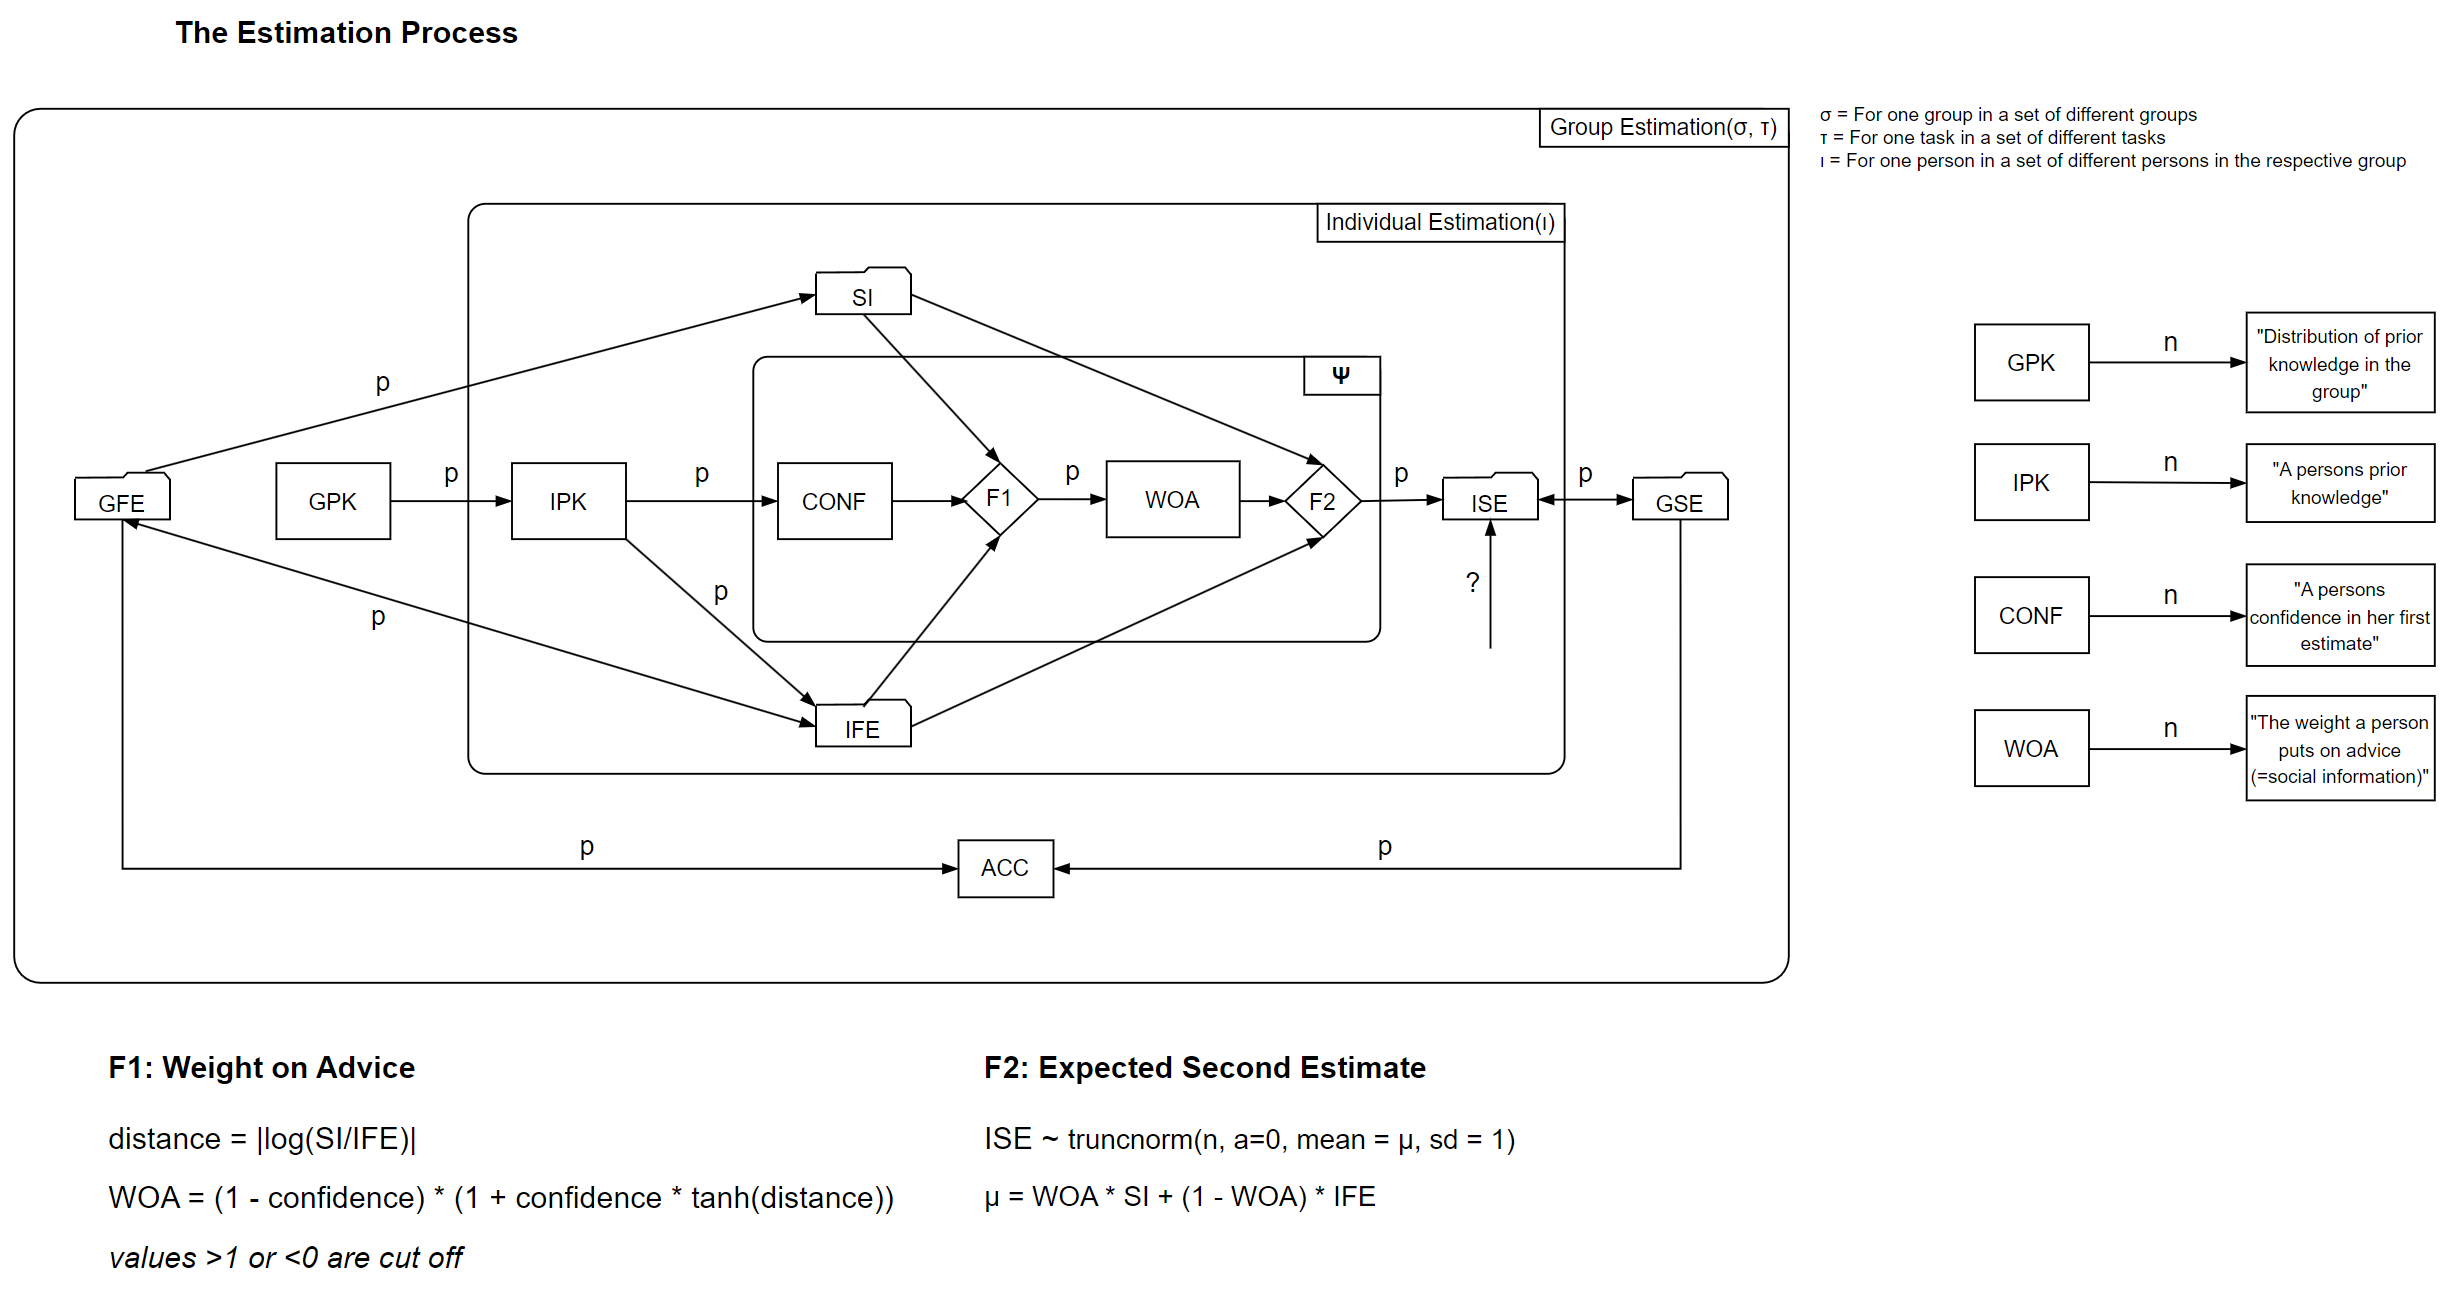 The Estimation Process
Group Estimation(σ, τ)
σ = For one group in a set of different groups
τ = For one task in a set of different tasks
ι = For one person in a set of different persons in the respective group
Individual Estimation(ι)
SI
Ψ
p
GFE
GPK
p
IPK
p
CONF
F1
p
WOA
F2
p
ISE
p
GSE
?
p
p
IFE
p
ACC
p
GPK
n
"Distribution of prior
knowledge in the
group"
IPK
n
"A persons prior
knowledge"
CONF
n
"A persons
confidence in her first
estimate"
WOA
n
"The weight a person
puts on advice
(=social information)"
F1: Weight on Advice
distance = |log(SI/IFE)|
WOA = (1 - confidence) * (1 + confidence * tanh(distance))
values >1 or <0 are cut off
F2: Expected Second Estimate
ISE ~ truncnorm(n, a=0, mean = μ, sd = 1)
μ = WOA * SI + (1 - WOA) * IFE